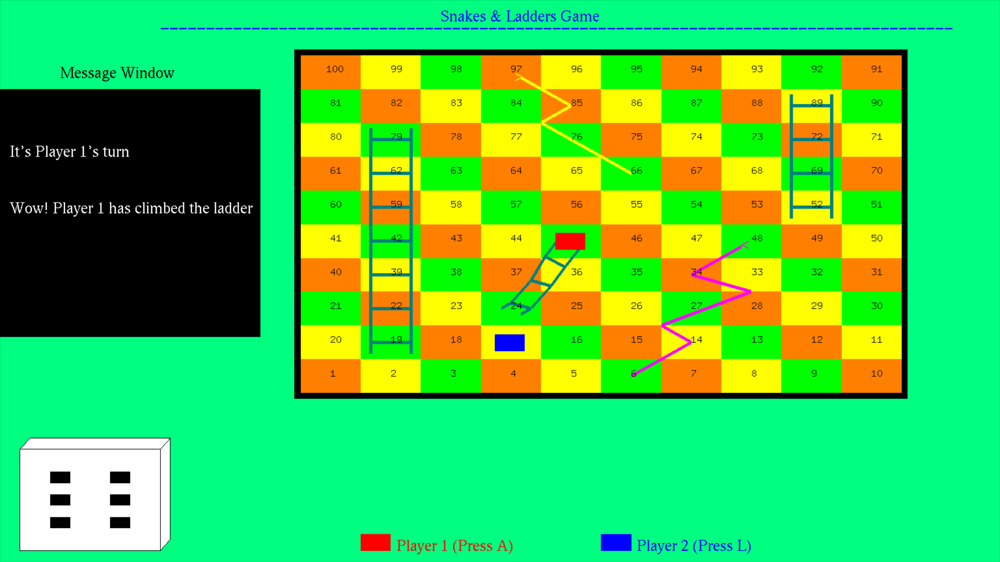 Snakes & Ladders Game
Message Window
It's Player 1's turn
Wow! Player 1 has climbed the ladder
100 99 98 97 96 95 94 93 92 91
81 82 83 84 85 86 87 88 89 90
80 79 78 77 76 75 74 73 72 71
61 62 63 64 65 66 67 68 69 70
60 59 58 57 56 55 54 53 52 51
41 42 43 44 46 47 48 49 50
40 39 38 37 36 35 34 33 32 31
21 22 23 24 25 26 27 28 29 30
20 19 18 16 15 14 13 12 11
1 2 3 4 5 6 7 8 9 10
Player 1 (Press A)
Player 2 (Press L)